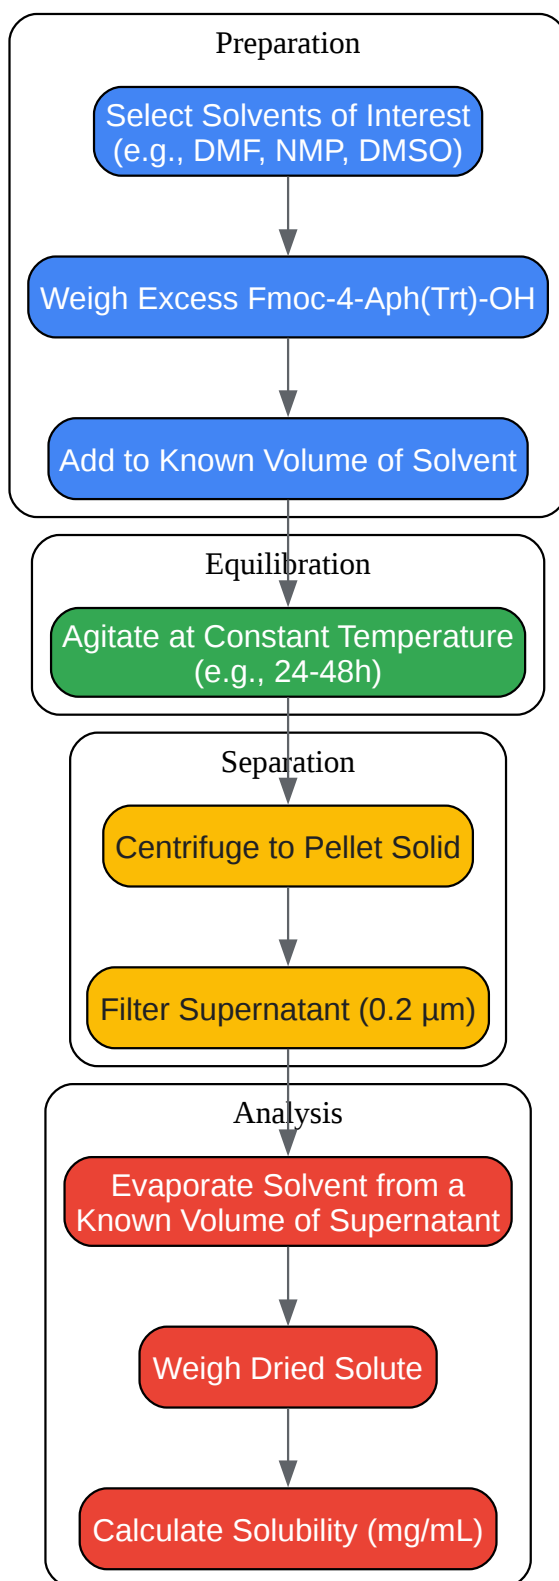 Preparation
Select Solvents of Interest
(e.g., DMF, NMP, DMSO)
Weigh Excess Fmoc-4-Aph(Trt)-OH
Add to Known Volume of Solvent
Equilibration
Agitate at Constant Temperature
(e.g., 24-48h)
Separation
Centrifuge to Pellet Solid
Filter Supernatant (0.2 µm)
Analysis
Evaporate Solvent from a
Known Volume of Supernatant
Weigh Dried Solute
Calculate Solubility (mg/mL)